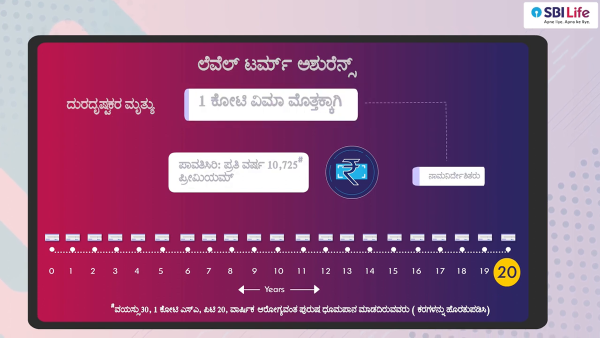 SBI Life
Apne liye. Apno ke liye.
ಲೆವೆಲ್ ಟರ್ಮ್ ಅಶುರೆನ್ಸ್
ದುರದೃಷ್ಟಕರ ಮೃತ್ಯು
1 ಕೋಟಿ ವಿಮಾ ಮೊತ್ತಕ್ಕಾಗಿ
ಪಾವತಿಸಿರಿ: ಪ್ರತಿ ವರ್ಷ 10,725#
ಪ್ರೀಮಿಯಮ್
ನಾಮನಿರ್ದೇಶಿತರು
0 1 2 3 4 5 6 7 8 9 10 11 12 13 14 15 16 17 18 19 20
Years
#ವಯಸ್ಸು 30, 1 ಕೋಟಿ ಎಸ್ಎ, ಪಿಟಿ 20, ವಾರ್ಷಿಕ ಆರೋಗ್ಯವಂತ ಪುರುಷ ಧೂಮಪಾನ ಮಾಡದಿರುವವರು ( ಕರಗಳನ್ನು ಹೊರತುಪಡಿಸಿ)